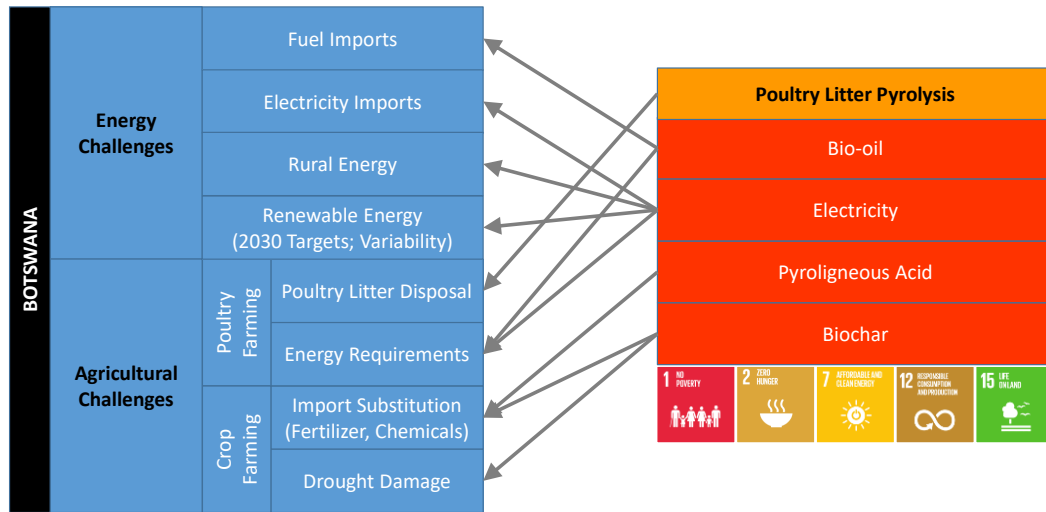 BOTSWANA
Energy
Challenges
Fuel Imports
Electricity Imports
Rural Energy
Renewable Energy
(2030 Targets; Variability)
Agricultural
Challenges
Poultry
Farming
Poultry Litter Disposal
Energy Requirements
Crop
Farming
Import Substitution
(Fertilizer, Chemicals)
Drought Damage
Poultry Litter Pyrolysis
Bio-oil
Electricity
Pyroligneous Acid
Biochar
1 NO
POVERTY
2 ZERO
HUNGER
7 AFFORDABLE AND
CLEAN ENERGY
12 RESPONSIBLE
CONSUMPTION
AND PRODUCTION
15 LIFE
ON LAND